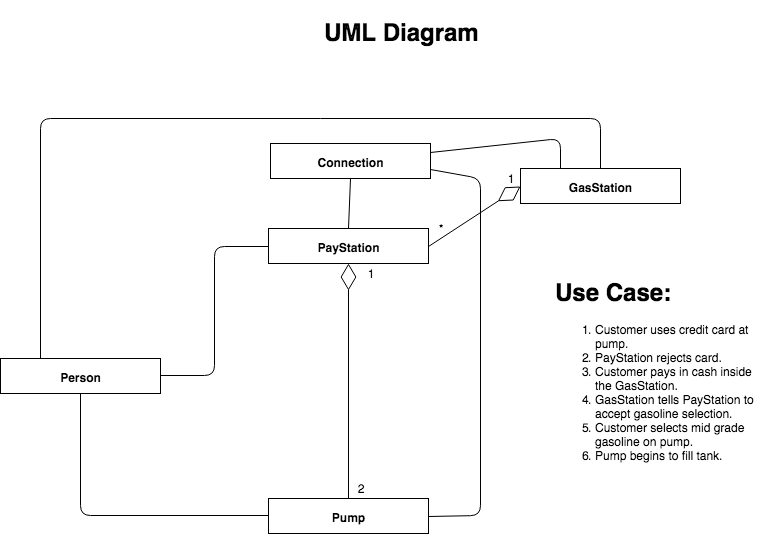 UML Diagram
Connection
1
GasStation
*
PayStation
1
Use Case:
1. Customer uses credit card at
pump.
2. PayStation rejects card.
3. Customer pays in cash inside
the GasStation.
4. GasStation tells PayStation to
accept gasoline selection.
5. Customer selects mid grade
gasoline on pump.
6. Pump begins to fill tank.
Person
2
Pump